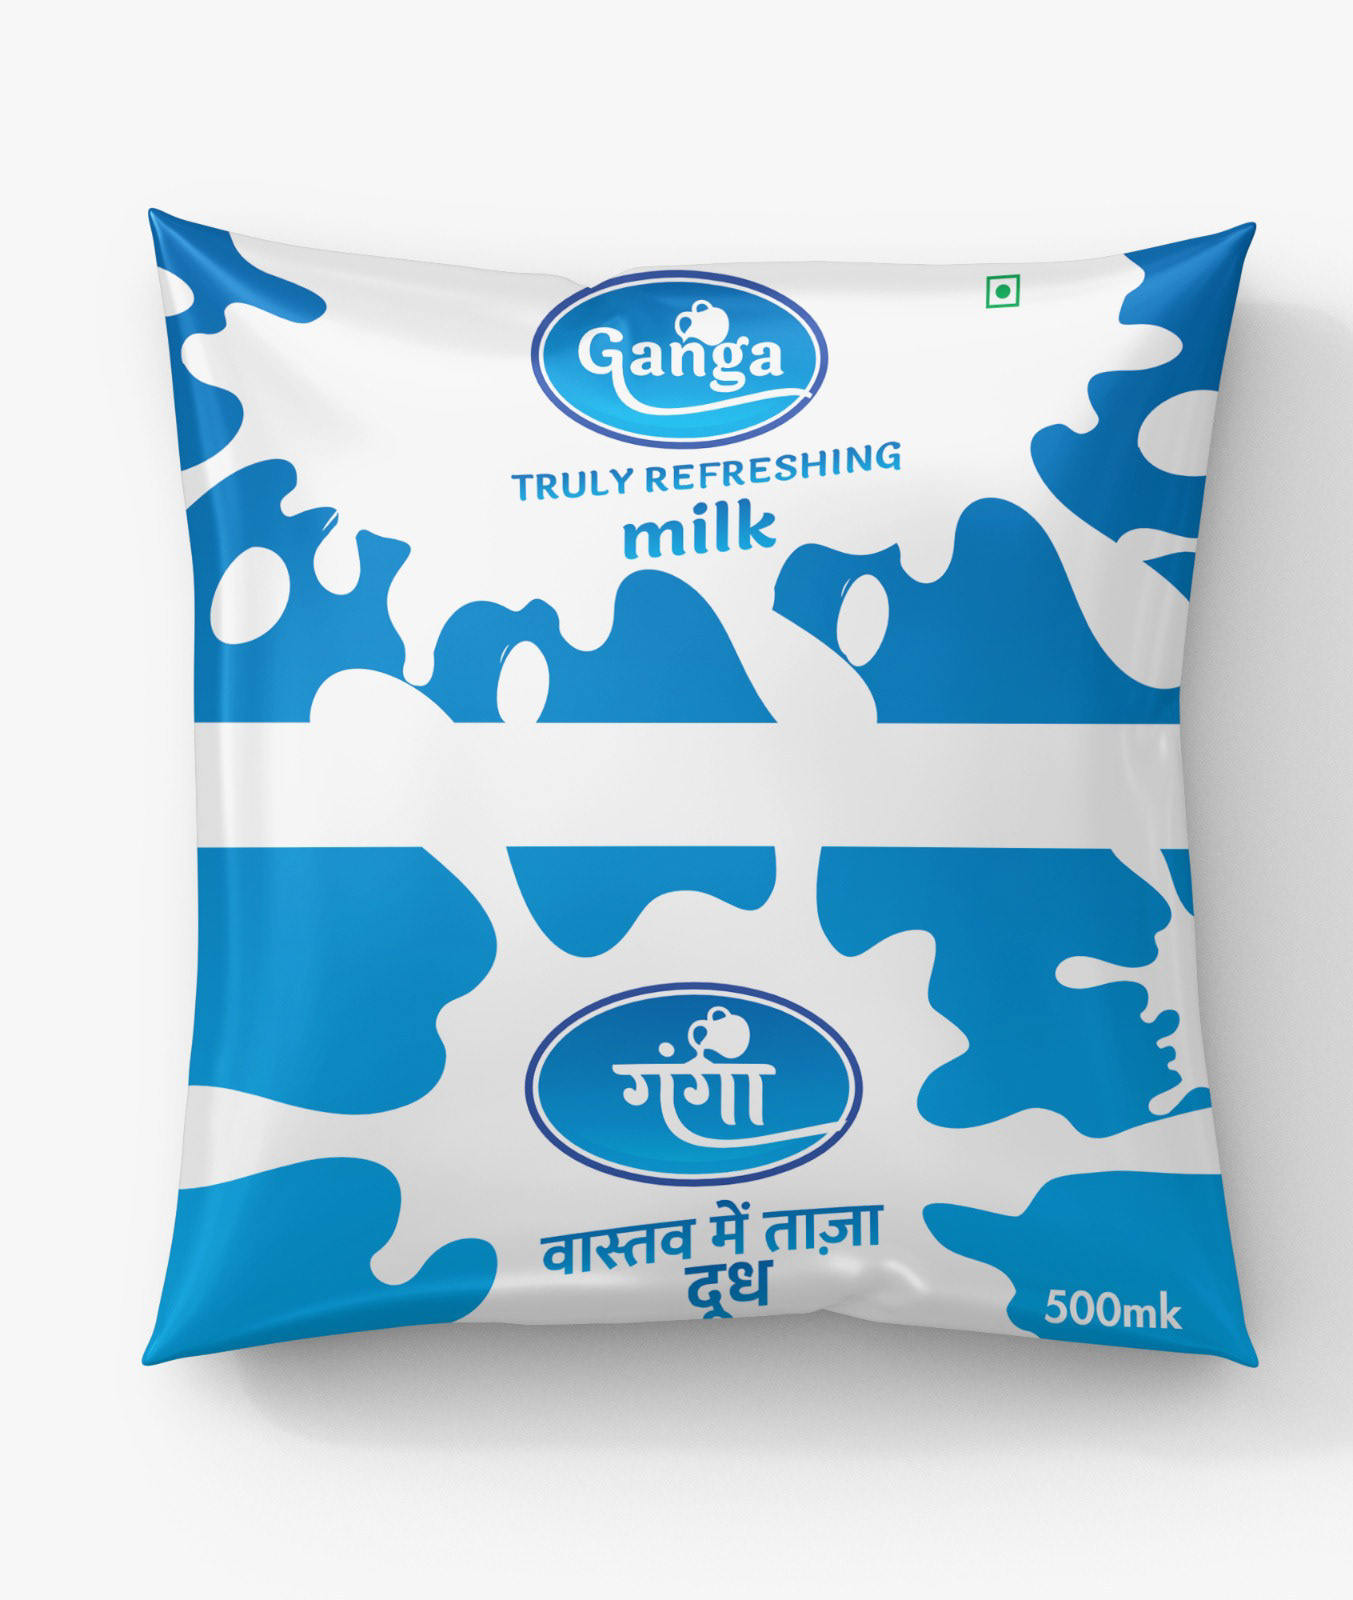 Ganga
TRULY REFRESHING
milk
गंगा
वास्तव में ताज़ा
दूध
500mk